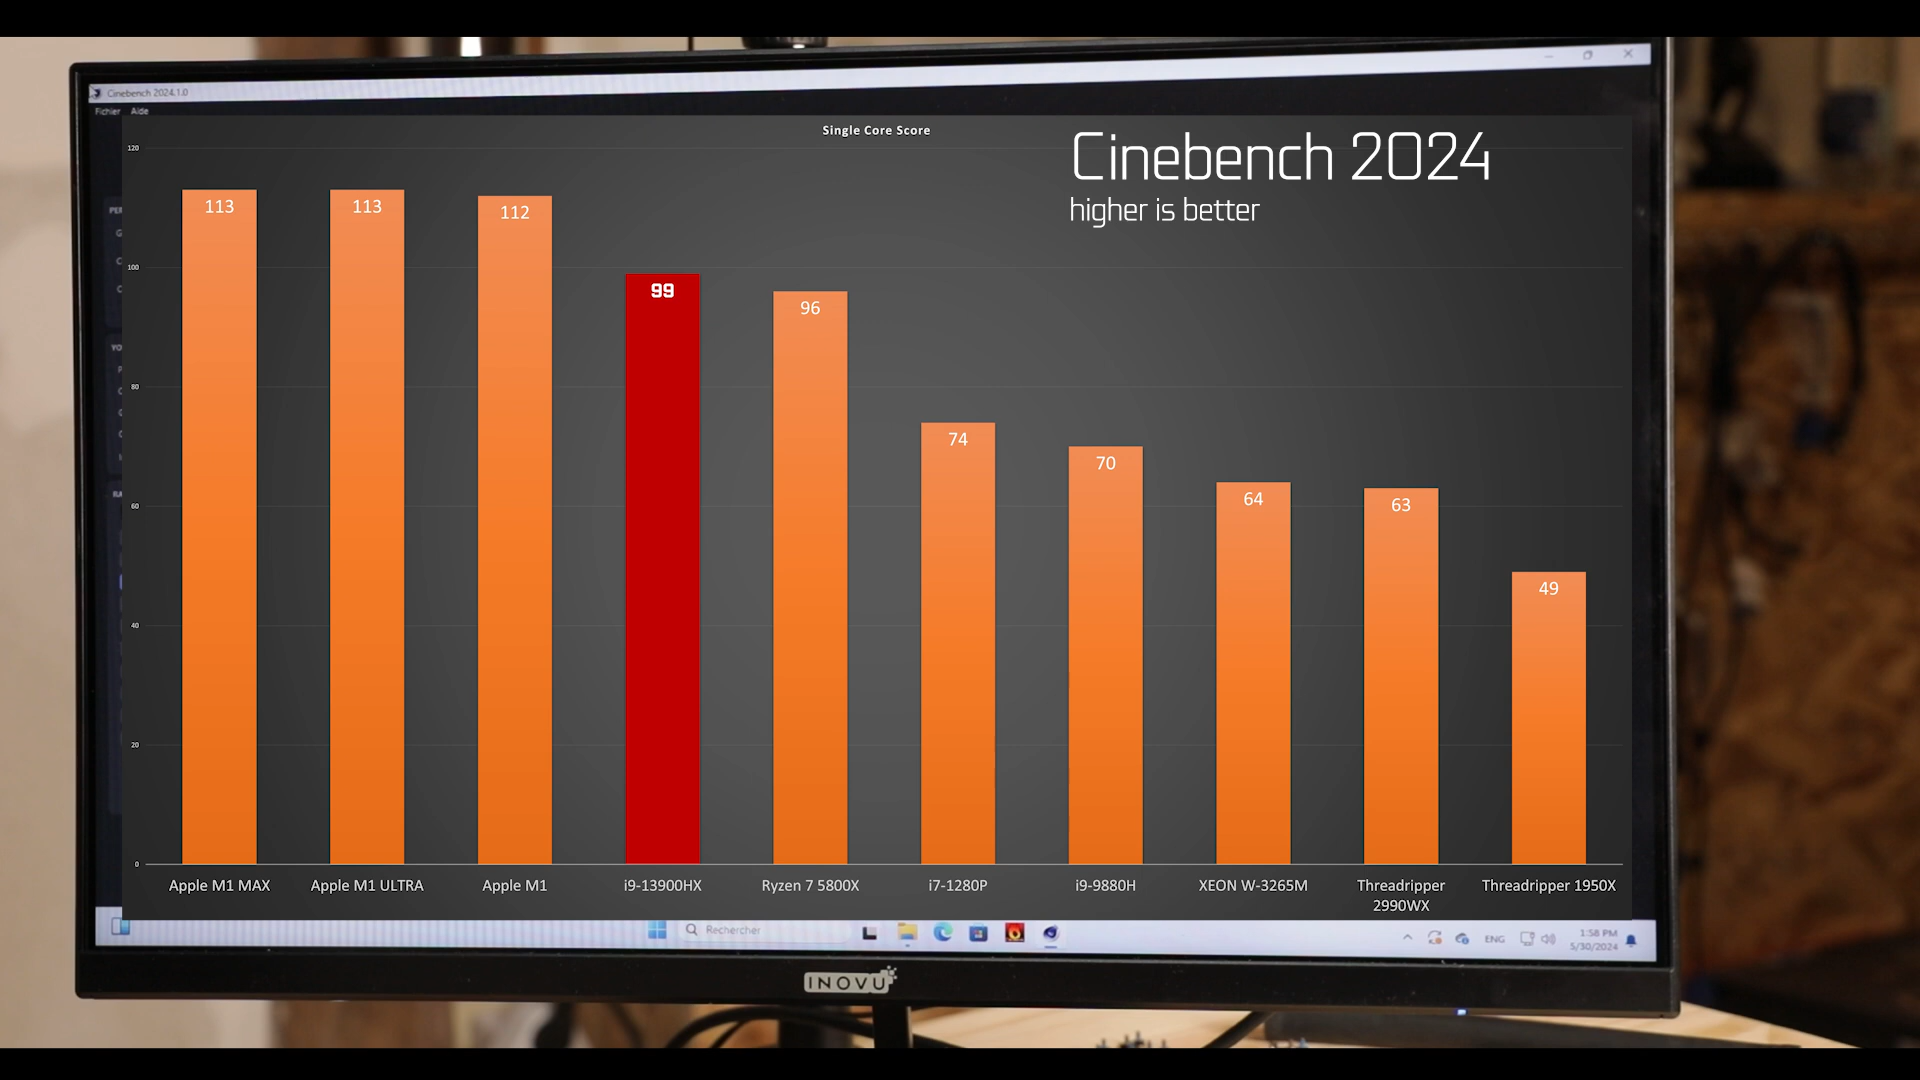 Cinebench 2024.1.0
Fichier Aide
Single Core Score
Cinebench 2024
higher is better
120
100
80
60
40
20
0
113
113
112
99
96
74
70
64
63
49
Apple M1 MAX
Apple M1 ULTRA
Apple M1
i9-13900HX
Ryzen 7 5800X
i7-1280P
i9-9880H
XEON W-3265M
Threadripper
2990WX
Threadripper 1950X
Rechercher
ENG
1:58 PM
5/30/2024
INOVU